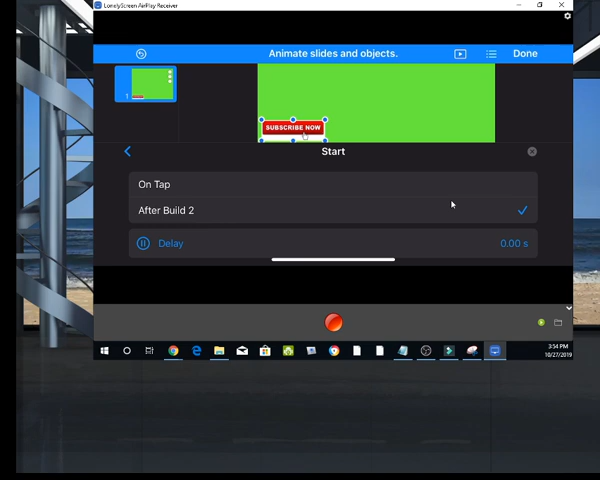 LonelyScreen AirPlay Receiver
Animate slides and objects.
Done
1
SUBSCRIBE NOW
Start
On Tap
After Build 2
Delay
0.00 s
3:54 PM
10/27/2019